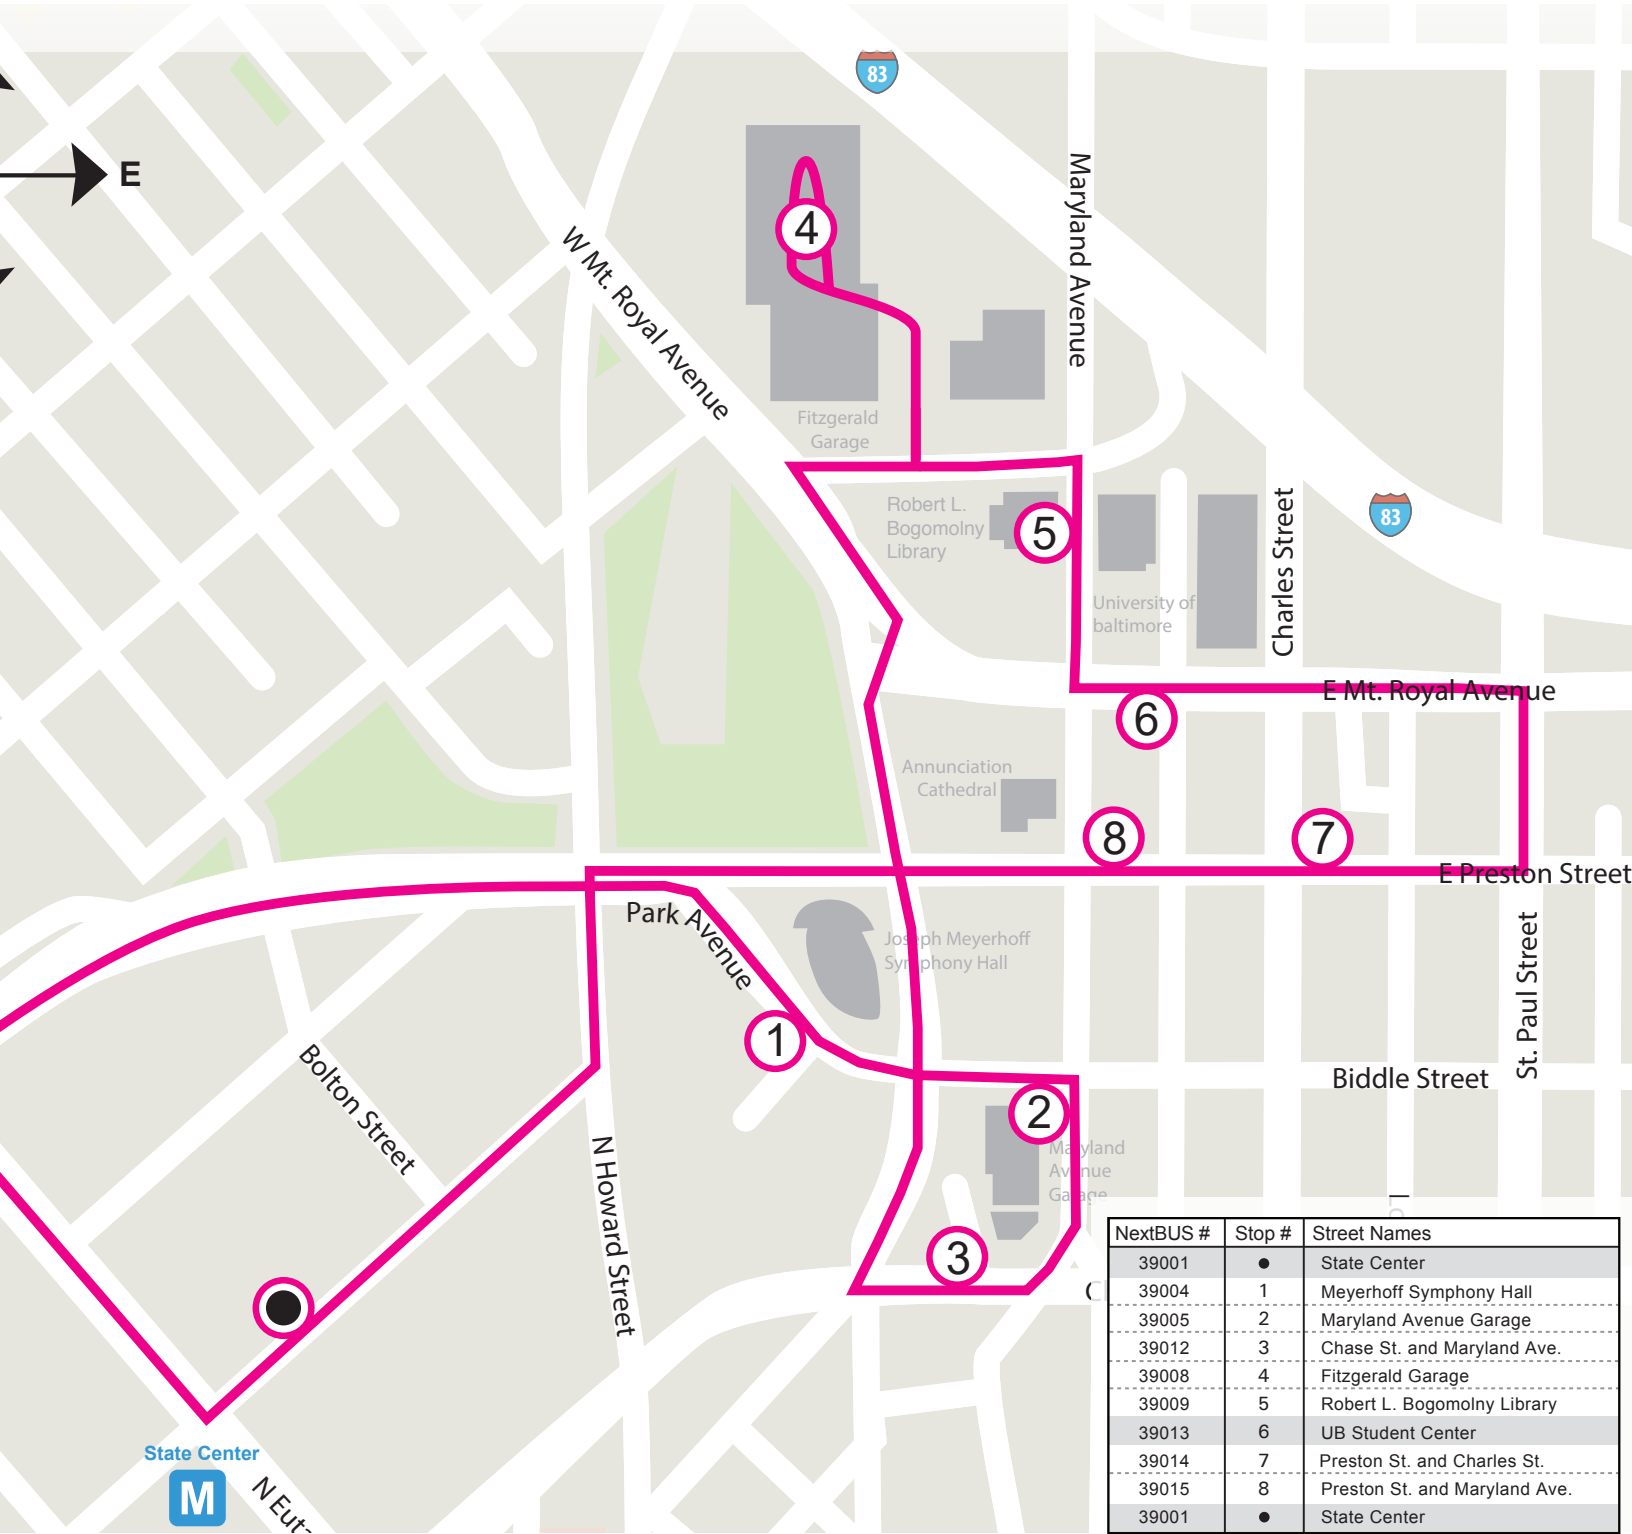 83
E
4
W Mt. Royal Avenue
Maryland Avenue
Fitzgerald
Garage
Robert L.
Bogomolny
Library
5
Charles Street
83
University of
baltimore
E Mt. Royal Avenue
6
Annunciation
Cathedral
8
7
E Preston Street
Park Avenue
Joseph Meyerhoff
Symphony Hall
St. Paul Street
1
Bolton Street
Biddle Street
2
Maryland
Avenue
Garage
N Howard Street
3
State Center
M
NextBUS # Stop # Street Names
39001 ● State Center
39004 1 Meyerhoff Symphony Hall
39005 2 Maryland Avenue Garage
39012 3 Chase St. and Maryland Ave.
39008 4 Fitzgerald Garage
39009 5 Robert L. Bogomolny Library
39013 6 UB Student Center
39014 7 Preston St. and Charles St.
39015 8 Preston St. and Maryland Ave.
39001 ● State Center